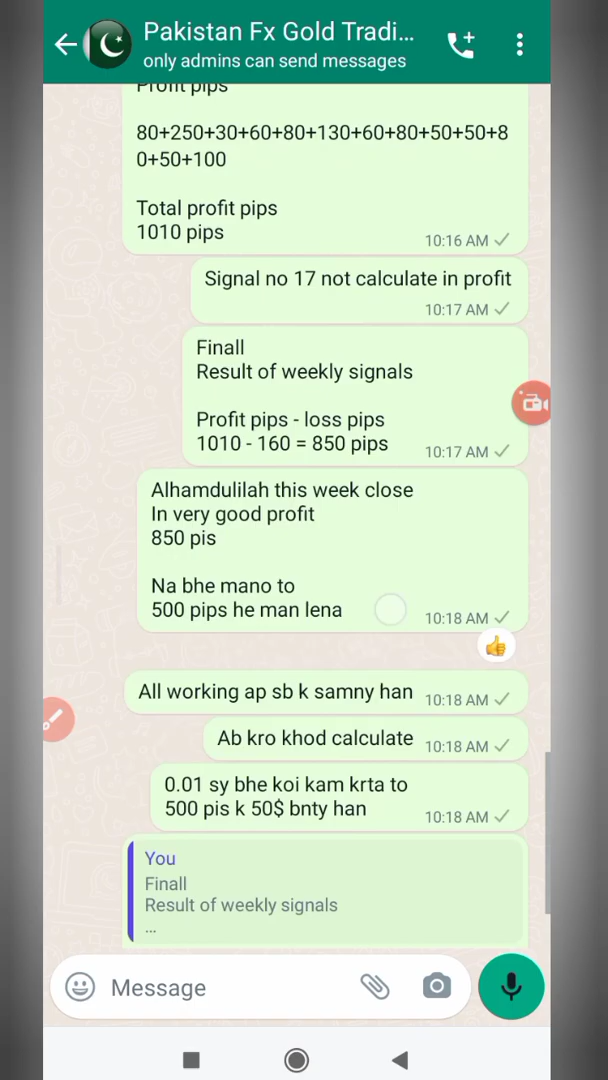 Pakistan Fx Gold Tradi...
only admins can send messages
Profit pips
80+250+30+60+80+130+60+80+50+50+8
0+50+100
Total profit pips
1010 pips
10:16 AM
Signal no 17 not calculate in profit
10:17 AM
Finall
Result of weekly signals
Profit pips - loss pips
1010 - 160 = 850 pips
10:17 AM
Alhamdulilah this week close
In very good profit
850 pis
Na bhe mano to
500 pips he man lena
10:18 AM
All working ap sb k samny han
10:18 AM
Ab kro khod calculate
10:18 AM
0.01 sy bhe koi kam krta to
500 pis k 50$ bnty han
10:18 AM
You
Finall
Result of weekly signals
...
Message